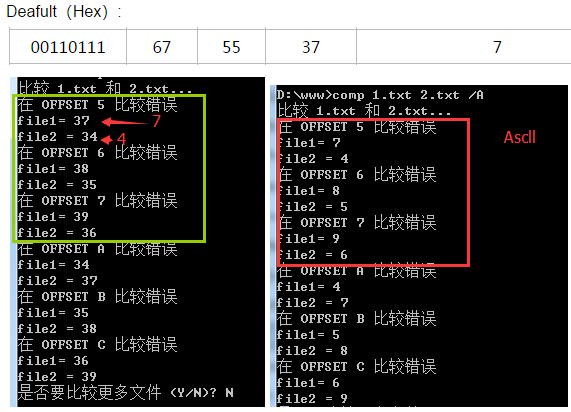 Deafult（Hex）:
00110111 67 55 37 7
比较 1.txt 和 2.txt...
在 OFFSET 5 比较错误
file1= 37
7
file2 = 34
4
在 OFFSET 6 比较错误
file1= 38
file2 = 35
在 OFFSET 7 比较错误
file1= 39
file2 = 36
在 OFFSET A 比较错误
file1= 34
file2 = 37
在 OFFSET B 比较错误
file1= 35
file2 = 38
在 OFFSET C 比较错误
file1= 36
file2 = 39
是否要比较更多文件 (Y/N)? N
D:\www>comp 1.txt 2.txt /A
比较 1.txt 和 2.txt...
在 OFFSET 5 比较错误
file1= 7
file2 = 4
在 OFFSET 6 比较错误
file1= 8
file2 = 5
在 OFFSET 7 比较错误
file1= 9
file2 = 6
在 OFFSET A 比较错误
file1= 4
file2 = 7
在 OFFSET B 比较错误
file1= 5
file2 = 8
在 OFFSET C 比较错误
file1= 6
file2 = 9
Ascll